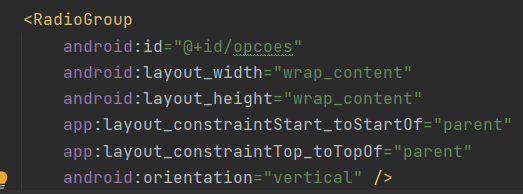 <RadioGroup
android:id="@+id/opcoes"
android:layout_width="wrap_content"
android:layout_height="wrap_content"
app:layout_constraintStart_toStartOf="parent"
app:layout_constraintTop_toTopOf="parent"
android:orientation="vertical" />